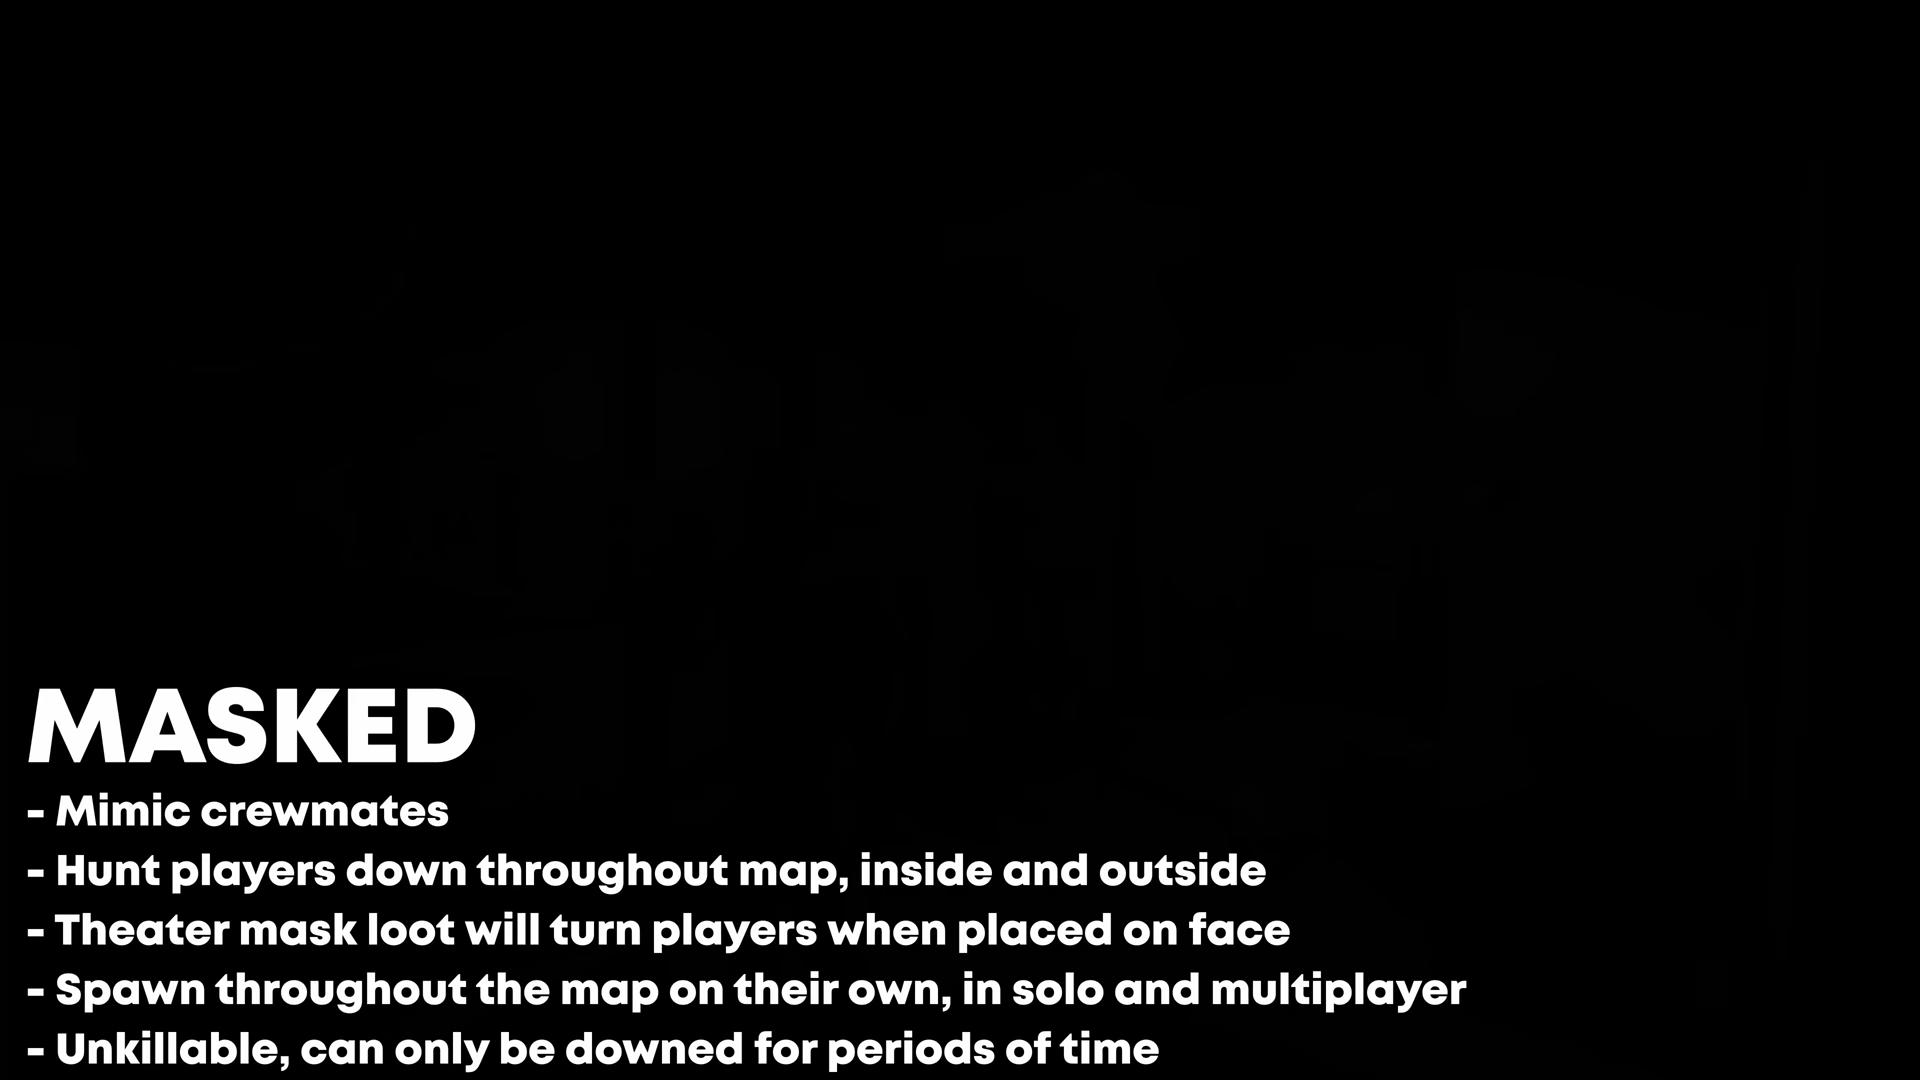 MASKED
- Mimic crewmates
- Hunt players down throughout map, inside and outside
- Theater mask loot will turn players when placed on face
- Spawn throughout the map on their own, in solo and multiplayer
- Unkillable, can only be downed for periods of time